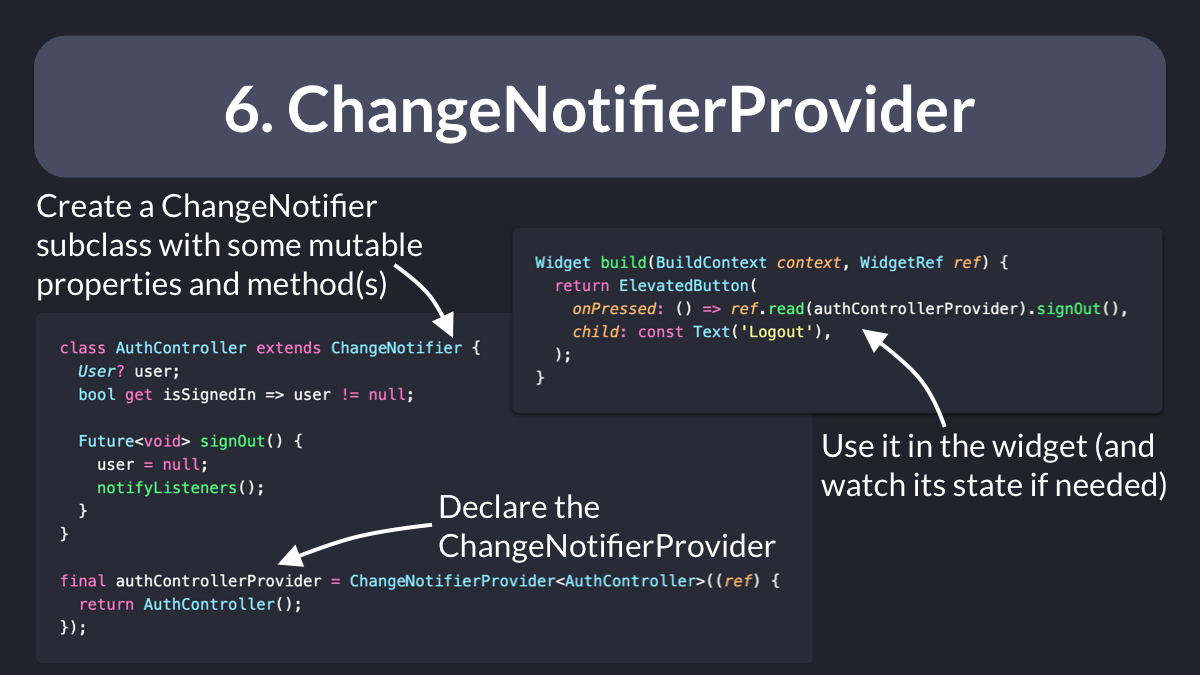 6. ChangeNotifierProvider
Create a ChangeNotifier
subclass with some mutable
properties and method(s)
class AuthController extends ChangeNotifier {
  User? user;
  bool get isSignedIn => user != null;

  Future<void> signOut() {
    user = null;
    notifyListeners();
  }
}
Declare the
ChangeNotifierProvider
final authControllerProvider = ChangeNotifierProvider<AuthController>((ref) {
  return AuthController();
});
Widget build(BuildContext context, WidgetRef ref) {
  return ElevatedButton(
    onPressed: () => ref.read(authControllerProvider).signOut(),
    child: const Text('Logout'),
  );
}
Use it in the widget (and
watch its state if needed)